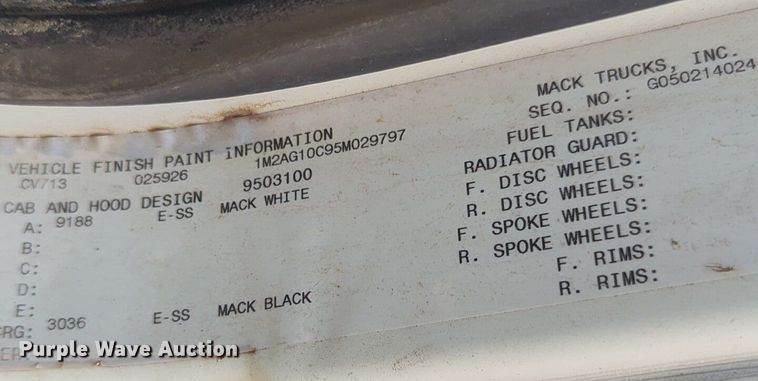 MACK TRUCKS, INC.
SEQ. NO.: G050214024
VEHICLE FINISH PAINT INFORMATION
CV713 025926 1M2AG10C95M029797
9503100
CAB AND HOOD DESIGN
A: 9188 E-SS MACK WHITE
B:
C:
D:
E:
3036 E-SS MACK BLACK
FUEL TANKS:
RADIATOR GUARD:
F. DISC WHEELS:
R. DISC WHEELS:
F. SPOKE WHEELS:
R. SPOKE WHEELS:
F. RIMS:
R. RIMS:
Purple Wave Auction